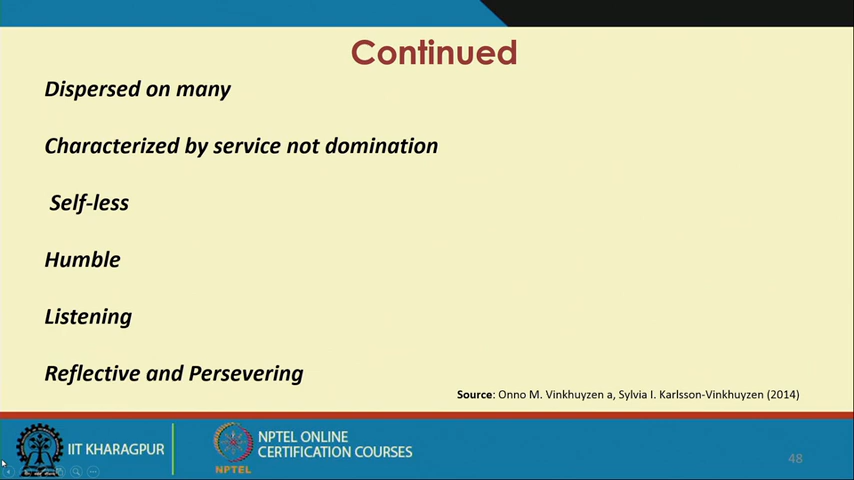 Continued
Dispersed on many
Characterized by service not domination
Self-less
Humble
Listening
Reflective and Persevering
Source: Onno M. Vinkhuyzen a, Sylvia I. Karlsson-Vinkhuyzen (2014)
IIT KHARAGPUR
NPTEL
NPTEL ONLINE
CERTIFICATION COURSES
48